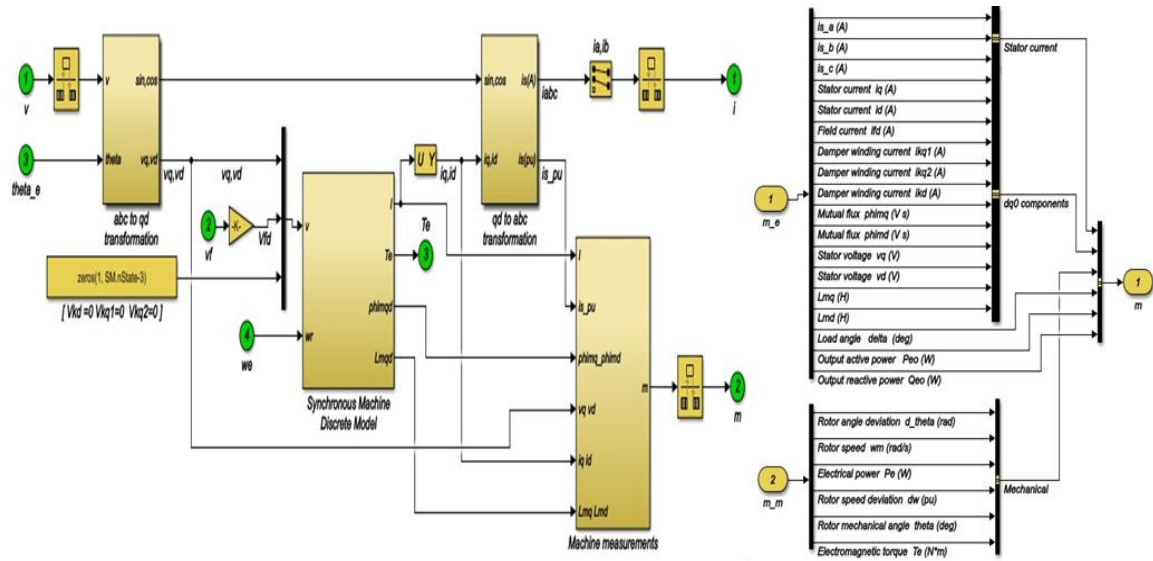 1
v
3
theta_e
v
sin,cos
theta
vq,vd
abc to qd
transformation
vq,vd
vq,vd
2
vf
-K-
Vfd
zeros(1, SM.nState-3)
[ Vkd =0 Vkq1=0 Vkq2=0 ]
4
we
v
wr
I
Te
phimqd
Lmqd
Synchronous Machine
Discrete Model
U Y
iq,id
Te
3
sin,cos
is(A)
iq,id
is(pu)
qd to abc
transformation
iabc
is_pu
ia,ib
1
i
I
is_pu
phimq_phimd
vq vd
iq id
Lmq Lmd
m
Machine measurements
2
m
1
m_e
is_a (A)
is_b (A)
is_c (A)
Stator current iq (A)
Stator current id (A)
Field current Ifd (A)
Damper winding current ikq1 (A)
Damper winding current ikq2 (A)
Damper winding current ikd (A)
Mutual flux phimq (V s)
Mutual flux phimd (V s)
Stator voltage vq (V)
Stator voltage vd (V)
Lmq (H)
Lmd (H)
Load angle delta (deg)
Output active power Peo (W)
Output reactive power Qeo (W)
Stator current
dq0 components
1
m
2
m_m
Rotor angle deviation d_theta (rad)
Rotor speed wm (rad/s)
Electrical power Pe (W)
Rotor speed deviation dw (pu)
Rotor mechanical angle theta (deg)
Electromagnetic torque Te (N*m)
Mechanical